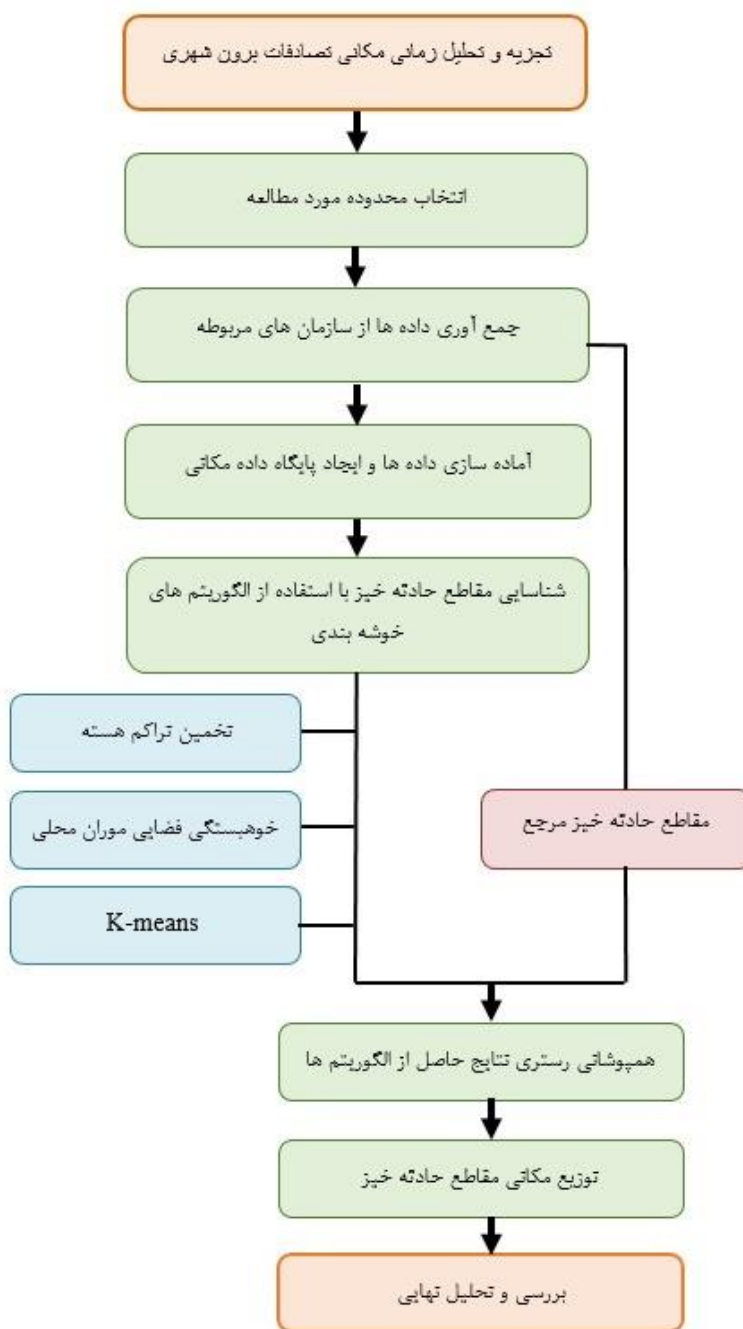 تجزیه و تحلیل زمانی مکانی تصادفات برون شهری
انتخاب محدوده مورد مطالعه
جمع آوری داده ها از سازمان های مربوطه
آماده سازی داده ها و ایجاد پایگاه داده مکانی
شناسایی مقاطع حادثه خیز با استفاده از الگوریتم های
خوشه بندی
تخمین تراکم هسته
خوهبستگی فضایی موران محلی
K-means
مقاطع حادثه خیز مرجع
همپوشانی رستری نتایج حاصل از الگوریتم ها
توزیع مکانی مقاطع حادثه خیز
بررسی و تحلیل نهایی